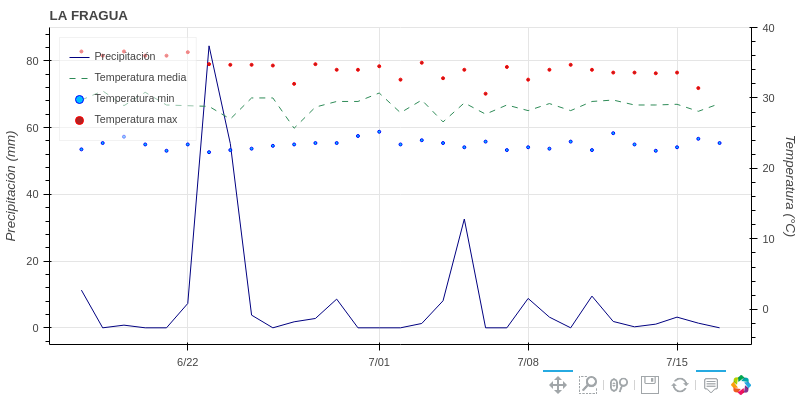 LA FRAGUA
Precipitación
Temperatura media
Temperatura min
Temperatura max
Precipitación (mm)
80
60
40
20
0
40
30
20
10
0
Temperatura (°C)
6/22
7/01
7/08
7/15